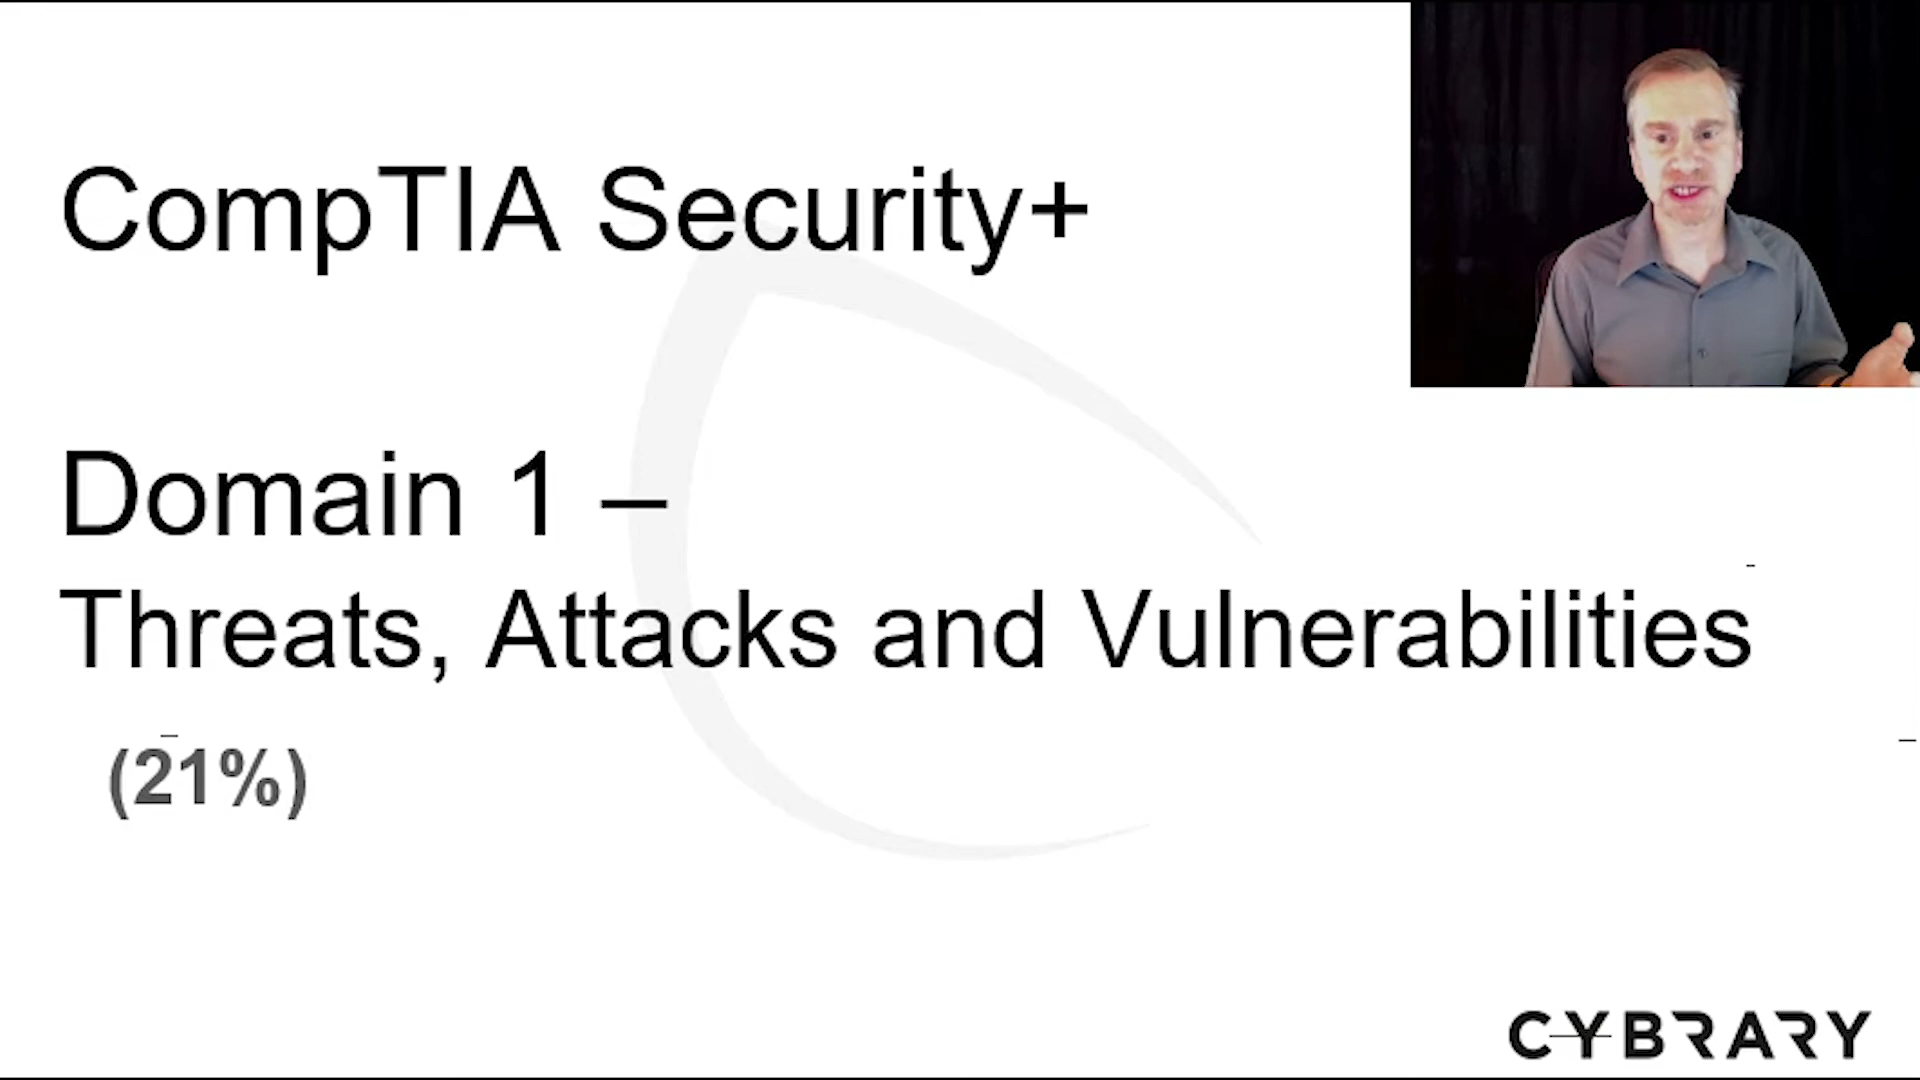 CompTIA Security+
Domain 1 –
Threats, Attacks and Vulnerabilities
(21%)
CYBRARY